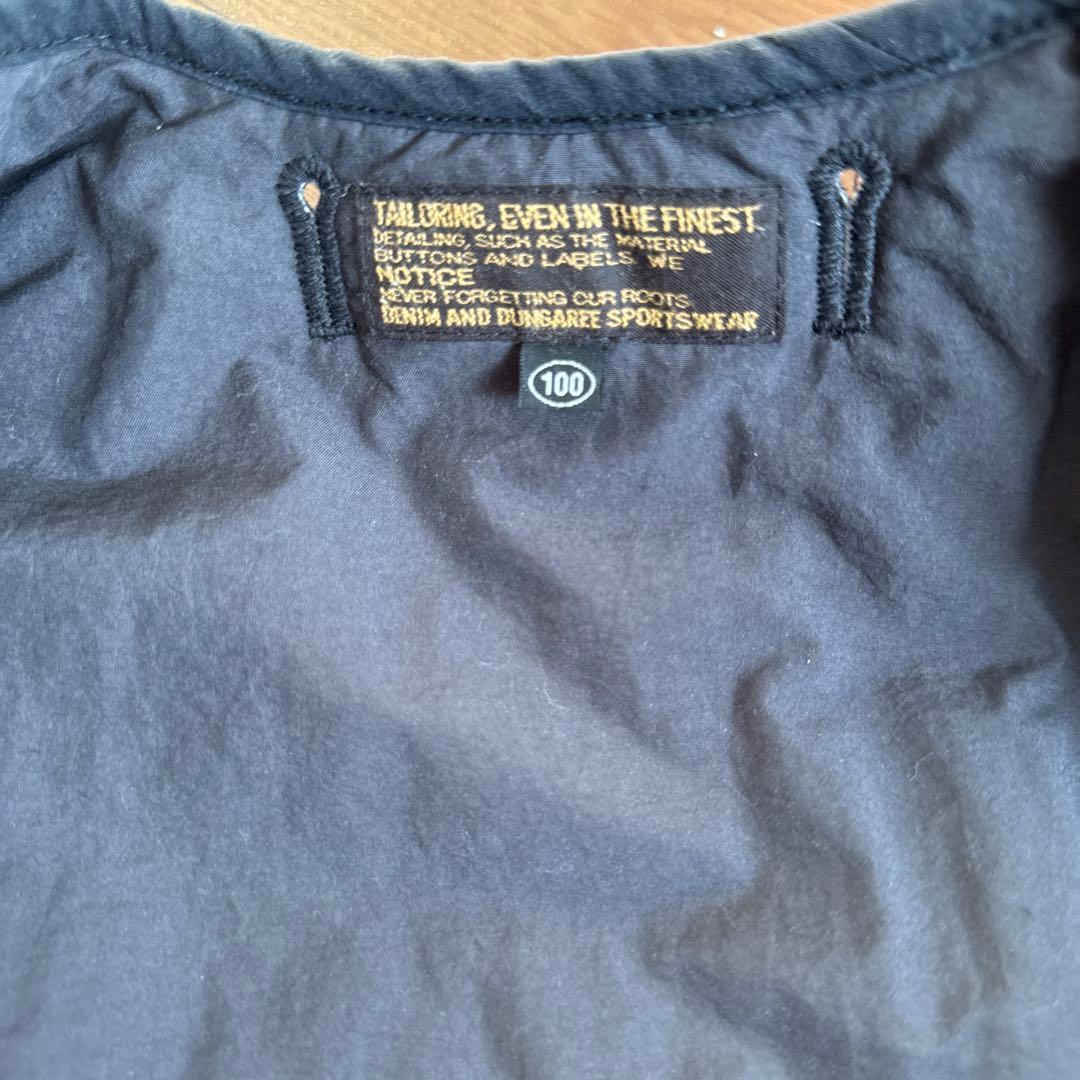 TAILORING, EVEN IN THE FINEST
DETAILING, SUCH AS THE MATERIAL
BUTTONS AND LABELS. WE
NOTICE
NEVER FORGETTING OUR ROOTS.
DENIM AND DUNGAREE SPORTSWEAR
100